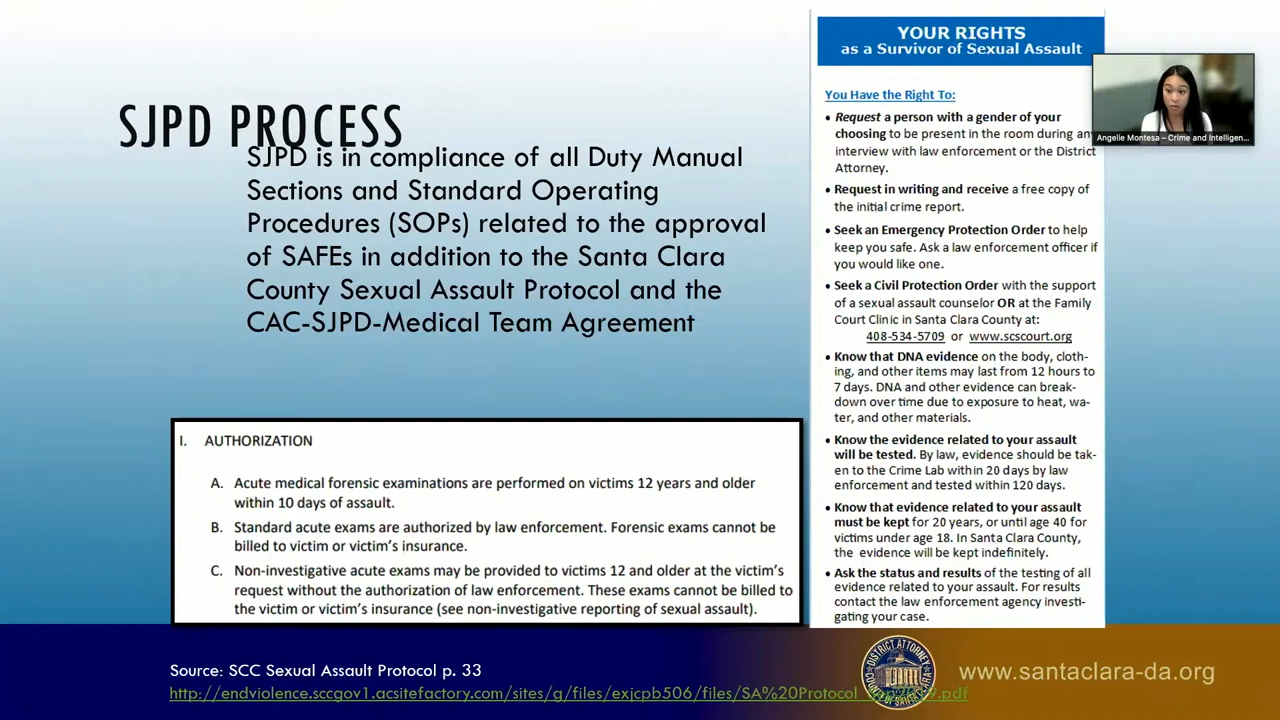 SJPD PROCESS
SJPD is in compliance of all Duty Manual
Sections and Standard Operating
Procedures (SOPs) related to the approval
of SAFEs in addition to the Santa Clara
County Sexual Assault Protocol and the
CAC-SJPD-Medical Team Agreement
I. AUTHORIZATION
A. Acute medical forensic examinations are performed on victims 12 years and older
within 10 days of assault.
B. Standard acute exams are authorized by law enforcement. Forensic exams cannot be
billed to victim or victim's insurance.
C. Non-investigative acute exams may be provided to victims 12 and older at the victim's
request without the authorization of law enforcement. These exams cannot be billed to
the victim or victim's insurance (see non-investigative reporting of sexual assault).
Source: SCC Sexual Assault Protocol p. 33
http://endviolence.sccgov1.acsitefactory.com/sites/g/files/exjcpb506/files/SA%20Protocol
YOUR RIGHTS
as a Survivor of Sexual Assault
You Have the Right To:
• Request a person with a gender of your
choosing to be present in the room during any
interview with law enforcement or the District
Attorney.
• Request in writing and receive a free copy of
the initial crime report.
• Seek an Emergency Protection Order to help
keep you safe. Ask a law enforcement officer if
you would like one.
• Seek a Civil Protection Order with the support
of a sexual assault counselor OR at the Family
Court Clinic in Santa Clara County at:
408-534-5709 or www.scscourt.org
• Know that DNA evidence on the body, cloth-
ing, and other items may last from 12 hours to
7 days. DNA and other evidence can break-
down over time due to exposure to heat, wa-
ter, and other materials.
• Know the evidence related to your assault
will be tested. By law, evidence should be tak-
en to the Crime Lab within 20 days by law
enforcement and tested within 120 days.
• Know that evidence related to your assault
must be kept for 20 years, or until age 40 for
victims under age 18. In Santa Clara County,
the evidence will be kept indefinitely.
• Ask the status and results of the testing of all
evidence related to your assault. For results
contact the law enforcement agency investi-
gating your case.
Angelie Montesa – Crime and Intelligen...
DISTRICT ATTORNEY
COUNTY OF SANTA CLARA
www.santaclara-da.org